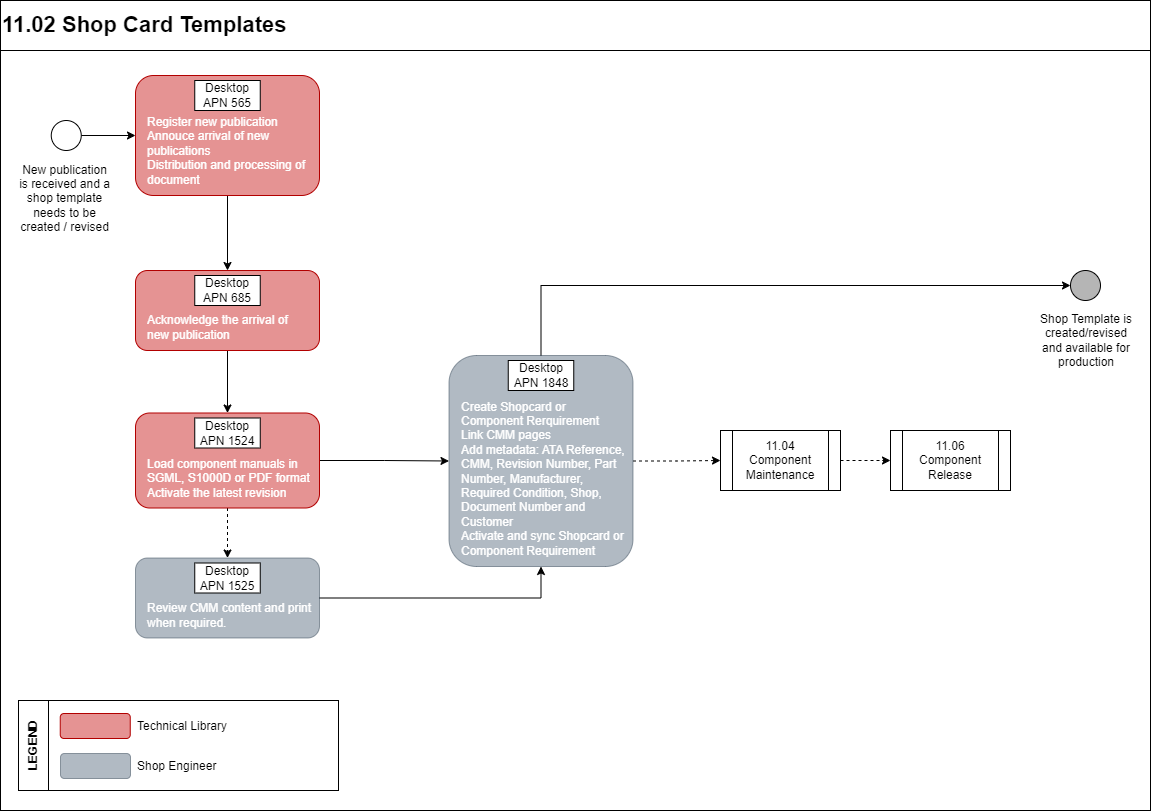 11.02 Shop Card Templates
Desktop
APN 565
Register new publication
Annouce arrival of new
publications
Distribution and processing of
document
New publication
is received and a
shop template
needs to be
created / revised
Desktop
APN 685
Acknowledge the arrival of
new publication
Shop Template is
created/revised
and available for
production
Desktop
APN 1848
Create Shopcard or
Component Rerquirement
Link CMM pages
Add metadata: ATA Reference,
CMM, Revision Number, Part
Number, Manufacturer,
Required Condition, Shop,
Document Number and
Customer
Activate and sync Shopcard or
Component Requirement
Desktop
APN 1524
Load component manuals in
SGML, S1000D or PDF format
Activate the latest revision
11.04
Component
Maintenance
11.06
Component
Release
Desktop
APN 1525
Review CMM content and print
when required.
LEGEND
Technical Library
Shop Engineer